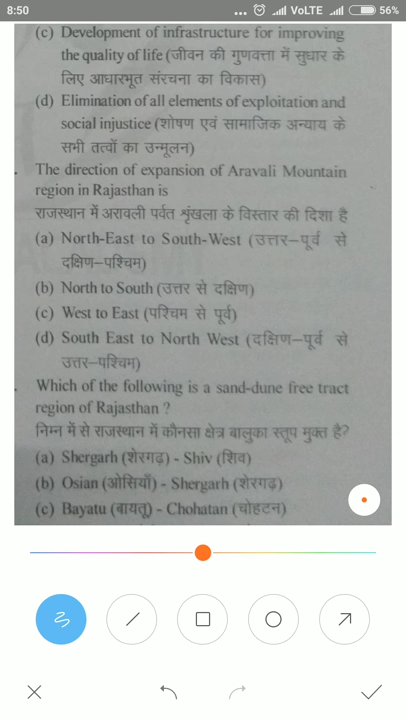 8:50
... VoLTE 56%
(c) Development of infrastructure for improving
the quality of life (जीवन की गुणवत्ता में सुधार के
लिए आधारभूत संरचना का विकास)
(d) Elimination of all elements of exploitation and
social injustice (शोषण एवं सामाजिक अन्याय के
सभी तत्वों का उन्मूलन)
. The direction of expansion of Aravali Mountain
region in Rajasthan is
राजस्थान में अरावली पर्वत शृंखला के विस्तार की दिशा है
(a) North-East to South-West (उत्तर–पूर्व से
दक्षिण–पश्चिम)
(b) North to South (उत्तर से दक्षिण)
(c) West to East (पश्चिम से पूर्व)
(d) South East to North West (दक्षिण–पूर्व से
उत्तर–पश्चिम)
. Which of the following is a sand-dune free tract
region of Rajasthan ?
निम्न में से राजस्थान में कौनसा क्षेत्र बालुका स्तूप मुक्त है?
(a) Shergarh (शेरगढ़) - Shiv (शिव)
(b) Osian (ओसियाँ) - Shergarh (शेरगढ़)
(c) Bayatu (बायतू) - Chohatan (चोहटन)